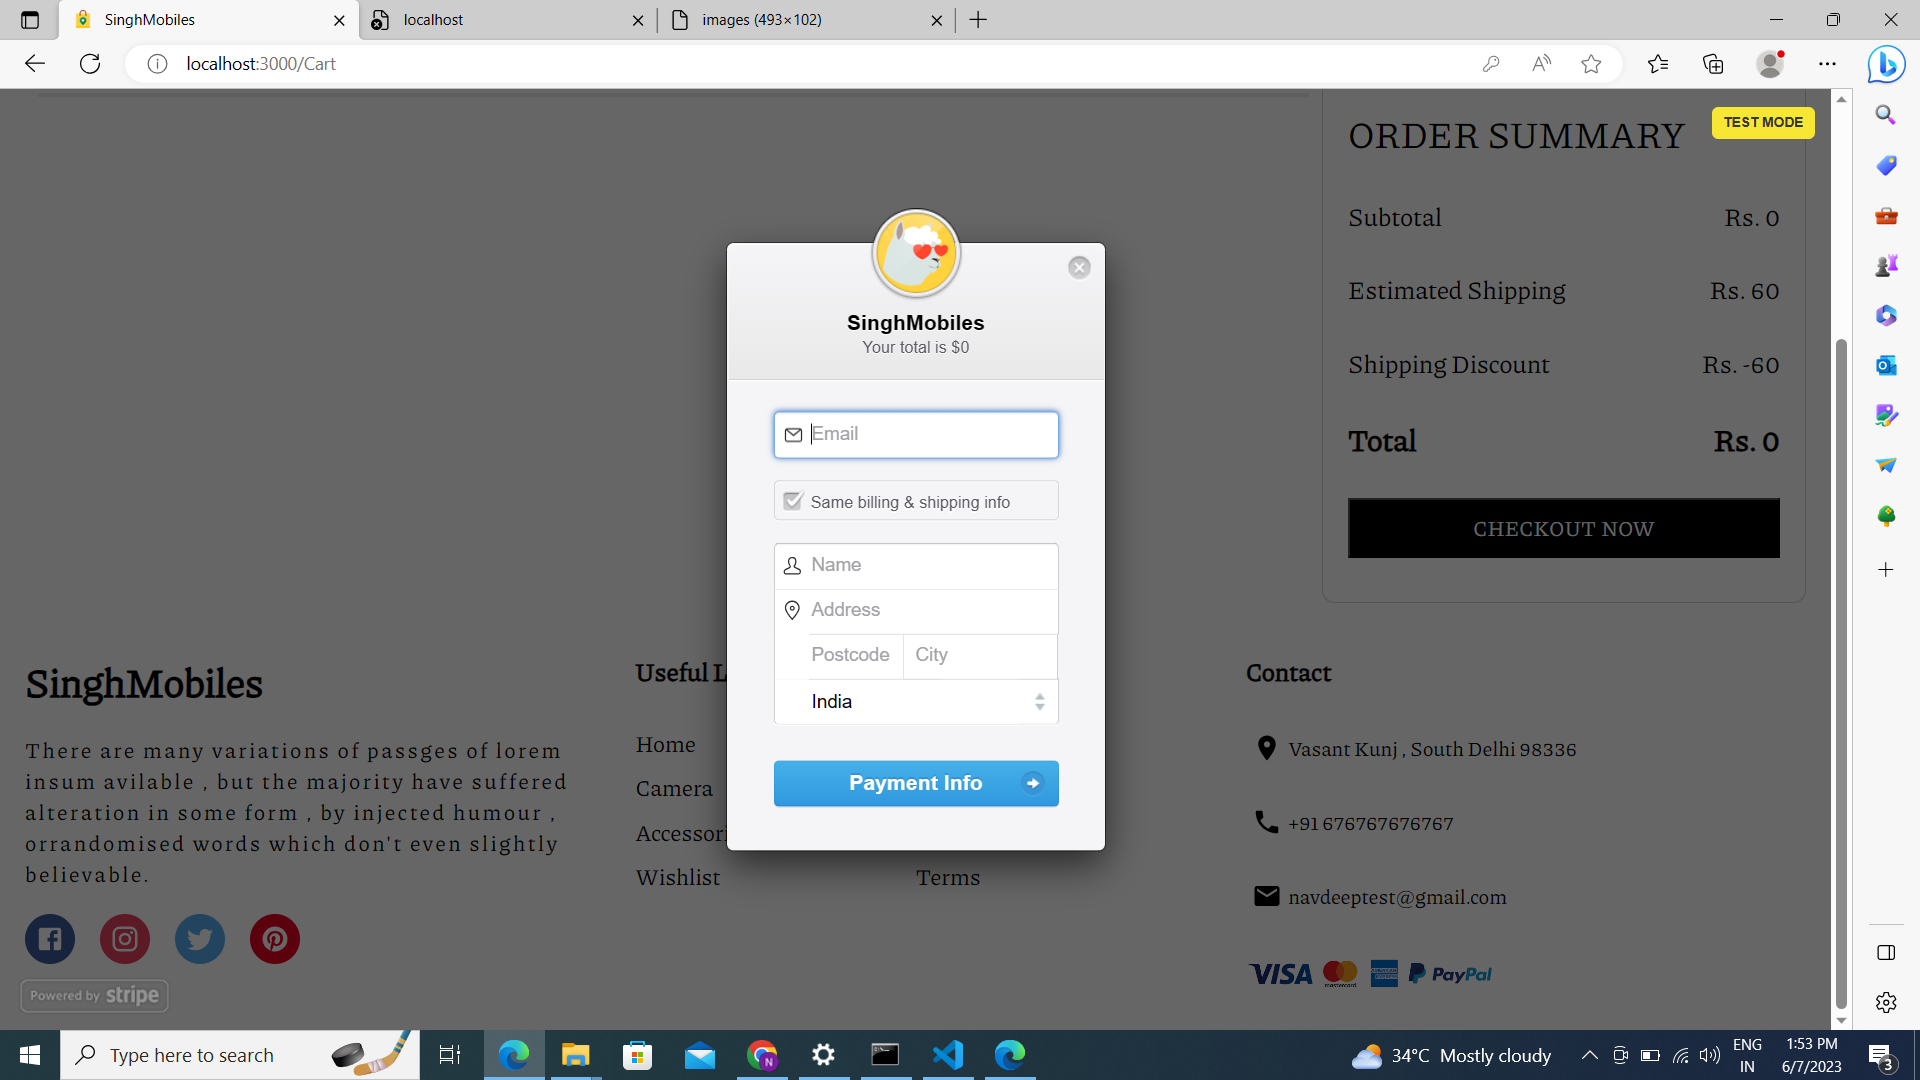 SinghMobiles
localhost
images (493×102)
localhost:3000/Cart
TEST MODE
ORDER SUMMARY
Subtotal Rs. 0
Estimated Shipping Rs. 60
Shipping Discount Rs. -60
Total Rs. 0
CHECKOUT NOW
SinghMobiles
Your total is $0
Email
Same billing & shipping info
Name
Address
Postcode City
India
Payment Info
SinghMobiles
There are many variations of passges of lorem
insum avilable , but the majority have suffered
alteration in some form , by injected humour ,
orrandomised words which don't even slightly
believable.
Powered by stripe
Useful L
Home
Camera
Accessori
Wishlist
Terms
Contact
Vasant Kunj , South Delhi 98336
+91 676767676767
navdeeptest@gmail.com
VISA mastercard AMERICAN EXPRESS PayPal
Type here to search
N
34°C Mostly cloudy
ENG
IN
1:53 PM
6/7/2023
3